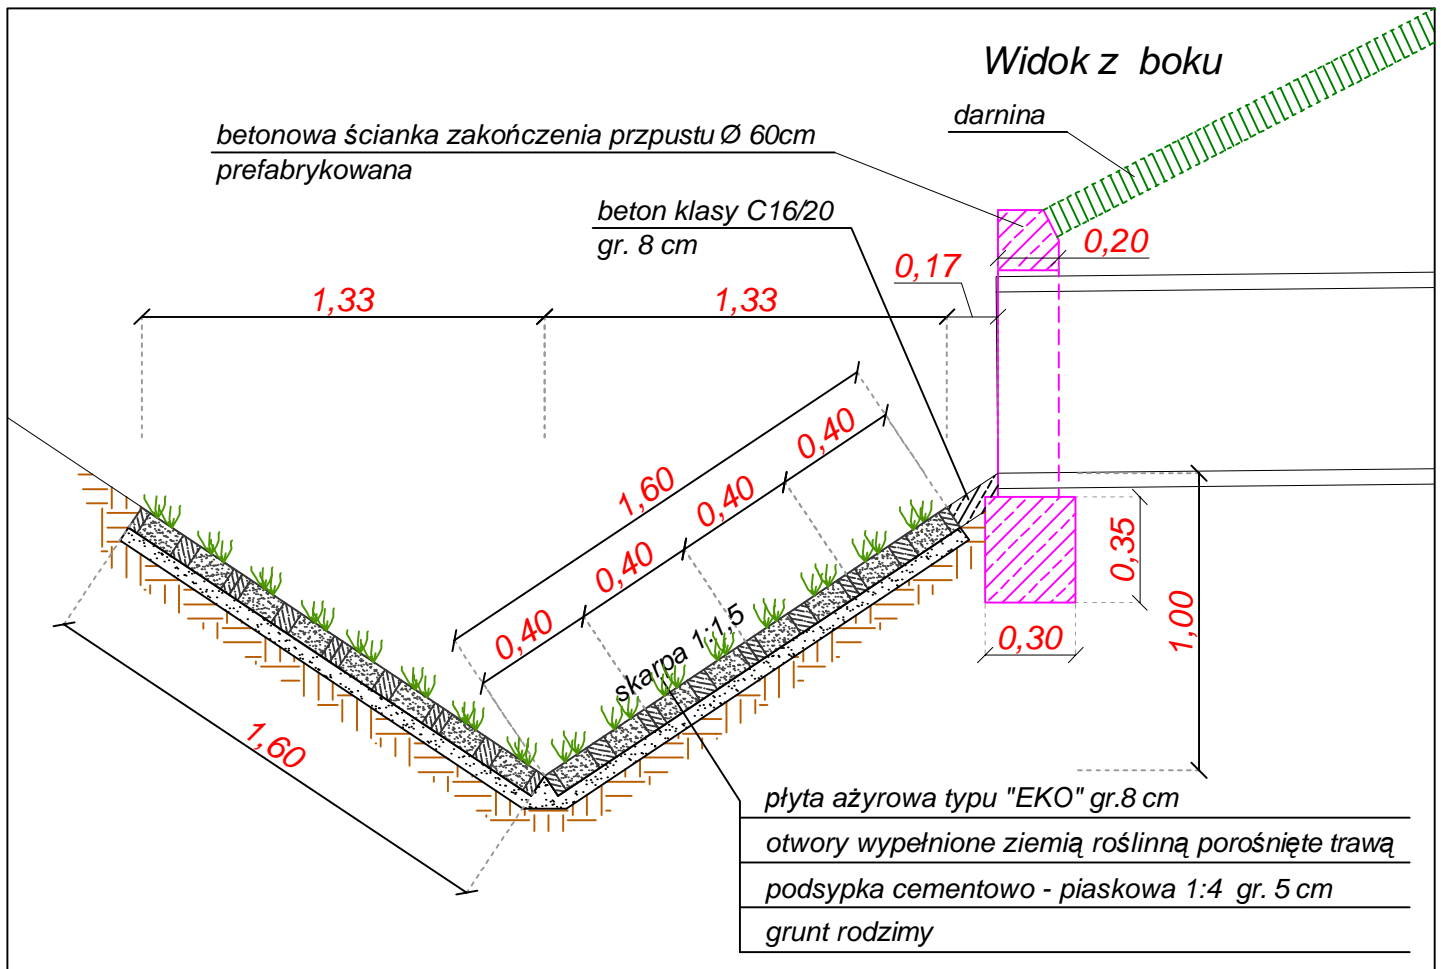 Widok z boku
darnina
betonowa ścianka zakończenia przpustu Ø 60cm
prefabrykowana
beton klasy C16/20
gr. 8 cm
0,20
0,17
1,33
1,33
0,40
1,60
0,40
0,40
0,40
skarpa 1:1,5
0,35
1,00
0,30
1,60
płyta ażyrowa typu "EKO" gr.8 cm
otwory wypełnione ziemią roślinną porośnięte trawą
podsypka cementowo - piaskowa 1:4 gr. 5 cm
grunt rodzimy